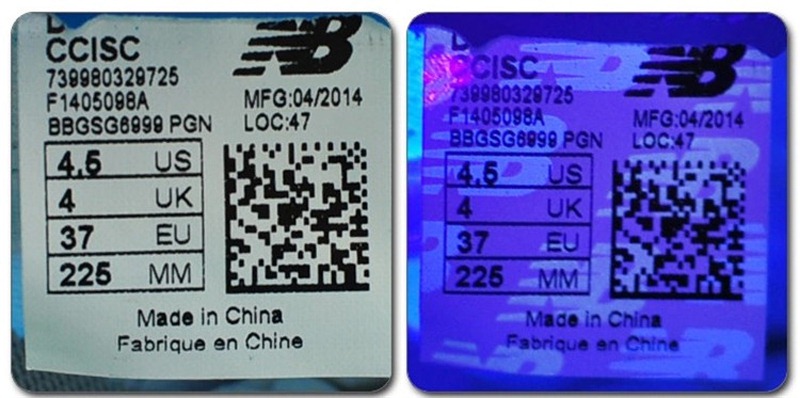 CCISC
739980329725
F1405098A
BBGSG6999 PGN
NB
MFG:04/2014
LOC:47
4.5 US
4 UK
37 EU
225 MM
Made in China
Fabrique en Chine
CCISC
739980329725
F1405098A
BBGSG6999 PGN
NB
MFG:04/2014
LOC:47
4.5 US
4 UK
37 EU
225 MM
Made in China
Fabrique en Chine